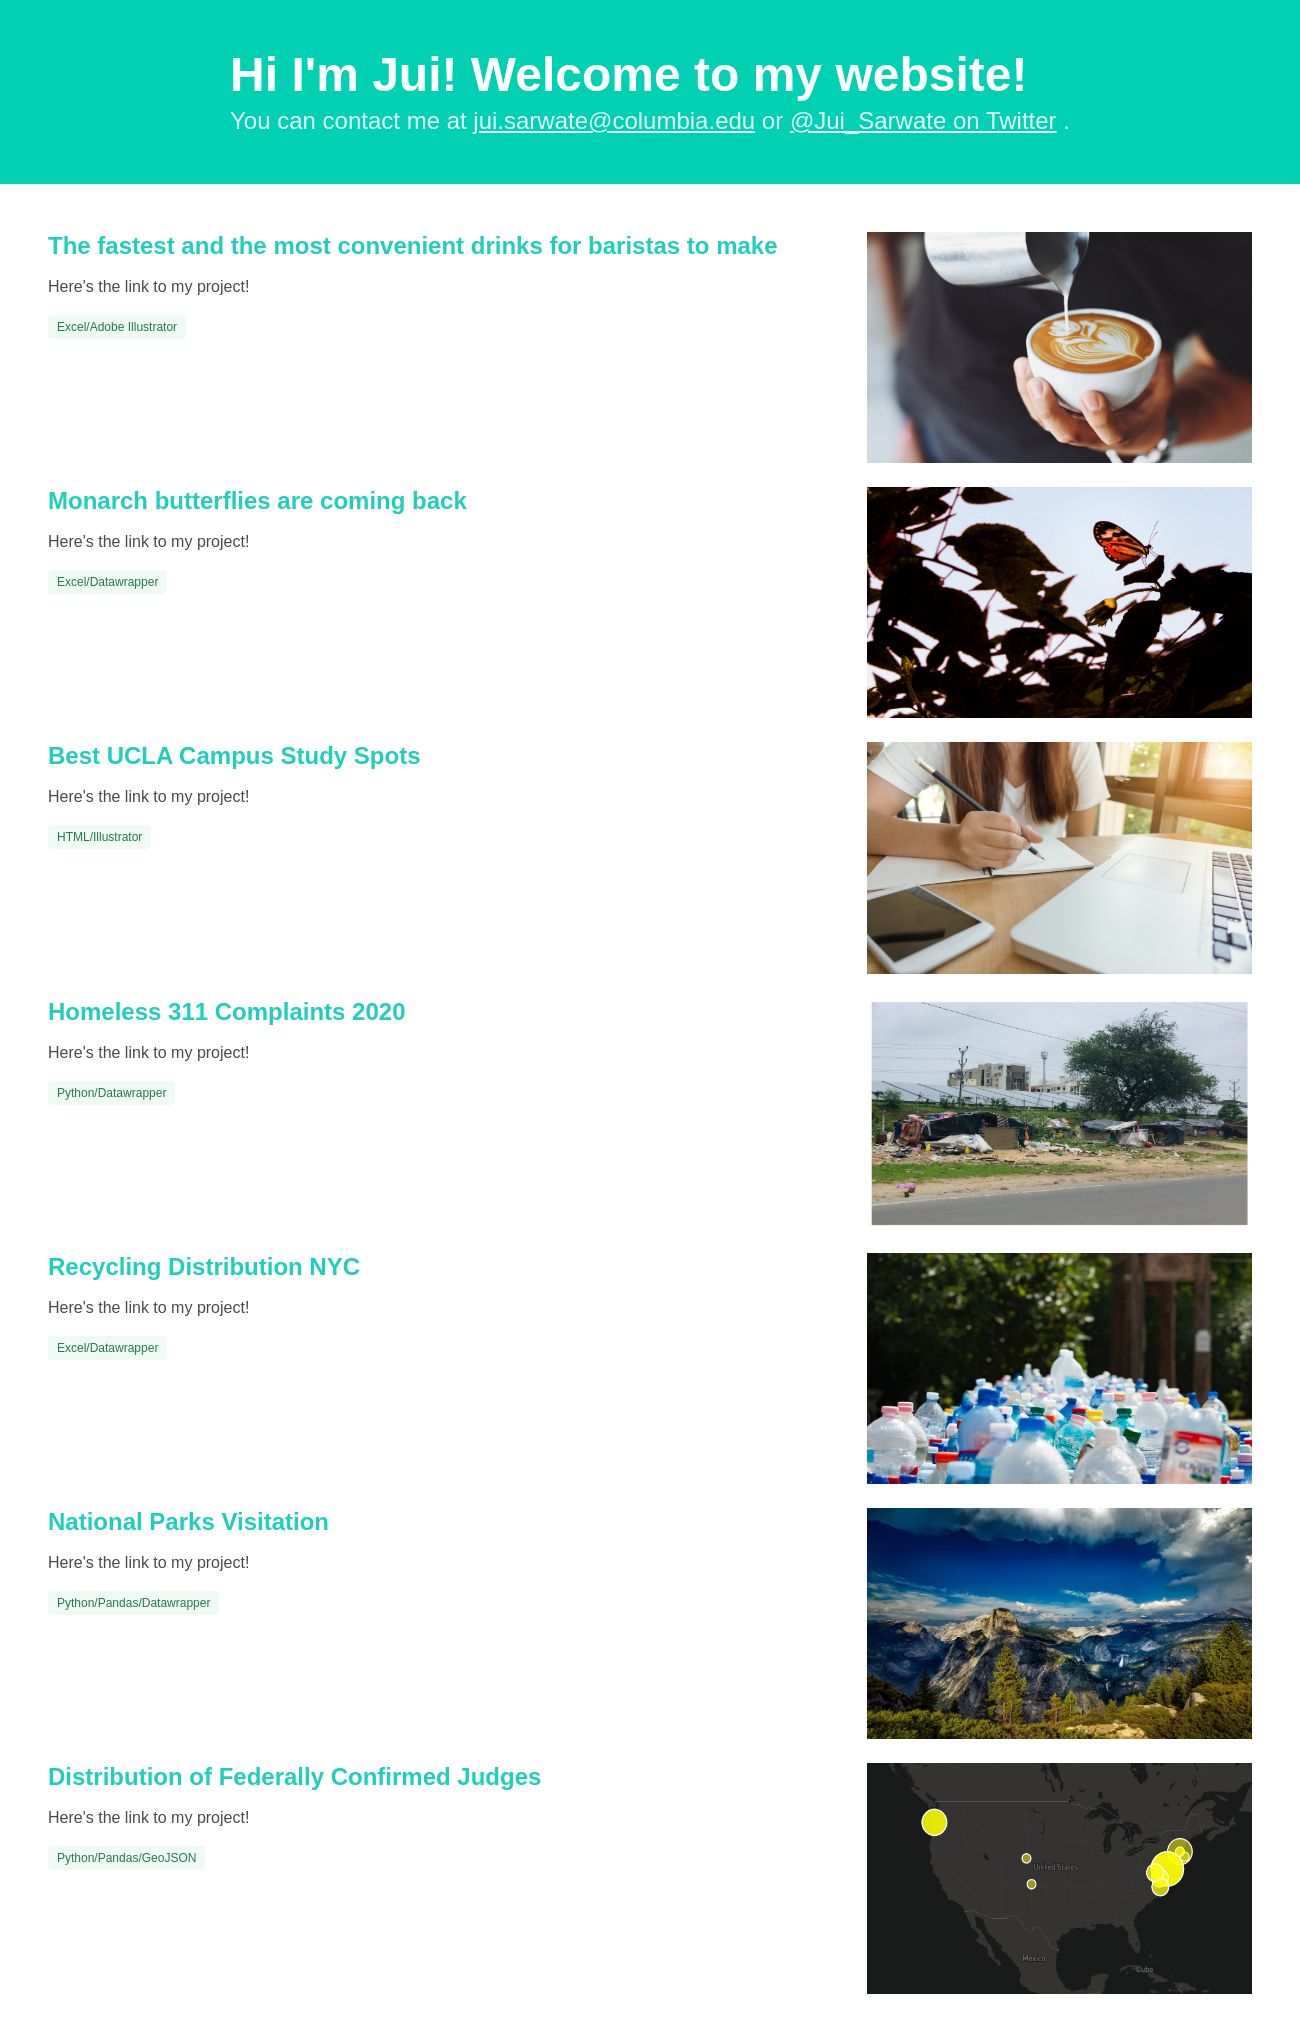 Hi I'm Jui! Welcome to my website!
You can contact me at jui.sarwate@columbia.edu or @Jui_Sarwate on Twitter .
The fastest and the most convenient drinks for baristas to make
Here's the link to my project!
Excel/Adobe Illustrator
Monarch butterflies are coming back
Here's the link to my project!
Excel/Datawrapper
Best UCLA Campus Study Spots
Here's the link to my project!
HTML/Illustrator
Homeless 311 Complaints 2020
Here's the link to my project!
Python/Datawrapper
Recycling Distribution NYC
Here's the link to my project!
Excel/Datawrapper
National Parks Visitation
Here's the link to my project!
Python/Pandas/Datawrapper
Distribution of Federally Confirmed Judges
Here's the link to my project!
Python/Pandas/GeoJSON
United States
Mexico
Cuba